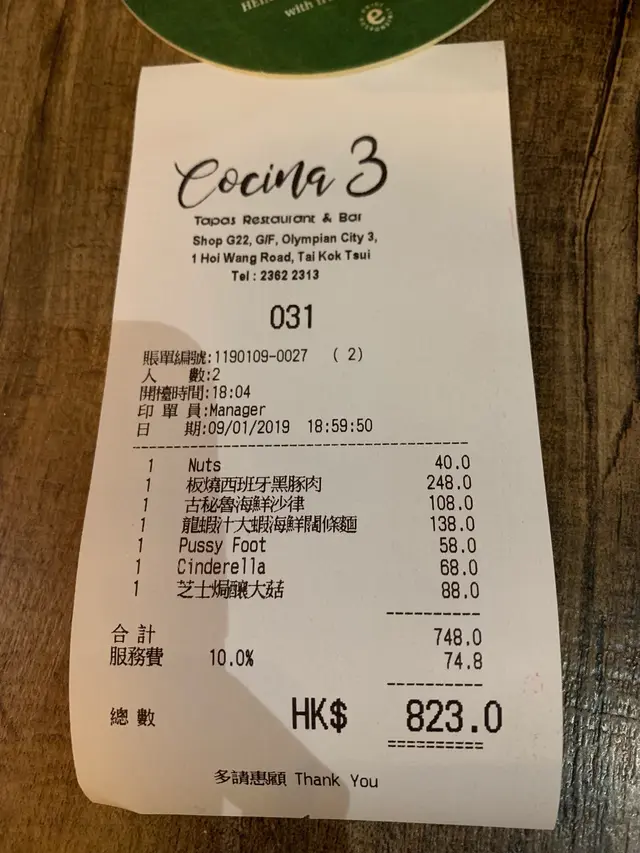 with
Cocina 3
Tapas Restaurant & Bar
Shop G22, G/F, Olympian City 3,
1 Hoi Wang Road, Tai Kok Tsui
Tel : 2362 2313
031
賬單編號:1190109-0027 ( 2)
人 數:2
開檯時間:18:04
印 單 員:Manager
日 期:09/01/2019 18:59:50
1 Nuts 40.0
1 板燒西班牙黑豚肉 248.0
1 古秘魯海鮮沙律 108.0
1 龍蝦汁大蝦海鮮闊條麵 138.0
1 Pussy Foot 58.0
1 Cinderella 68.0
1 芝士焗釀大菇 88.0
合 計 748.0
服務費 10.0% 74.8
總 數 HK$ 823.0
多請惠顧 Thank You